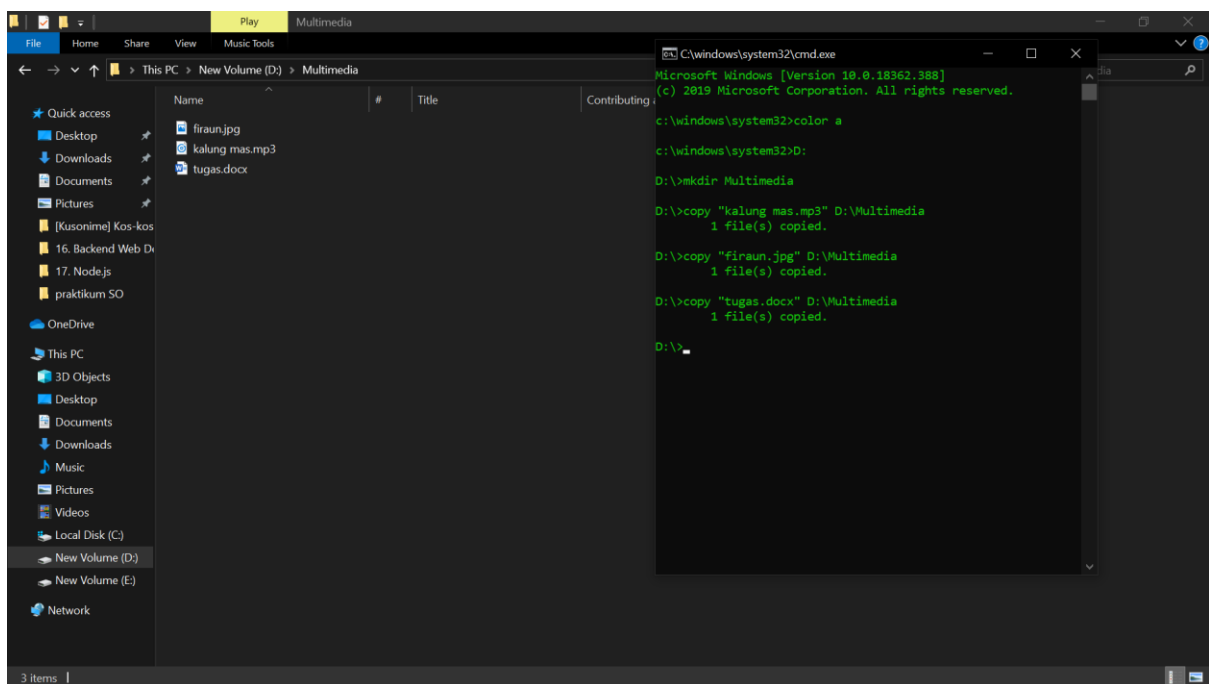 Play Multimedia
File Home Share View Music Tools
This PC > New Volume (D:) > Multimedia
dia
Name # Title Contributing
Quick access
Desktop
Downloads
Documents
Pictures
[Kusonime] Kos-kos
16. Backend Web De
17. Node.js
praktikum SO
OneDrive
This PC
3D Objects
Desktop
Documents
Downloads
Music
Pictures
Videos
Local Disk (C:)
New Volume (D:)
New Volume (E:)
Network
firaun.jpg
kalung mas.mp3
tugas.docx
C:\windows\system32\cmd.exe
Microsoft Windows [Version 10.0.18362.388]
(c) 2019 Microsoft Corporation. All rights reserved.
c:\windows\system32>color a
c:\windows\system32>D:
D:\>mkdir Multimedia
D:\>copy "kalung mas.mp3" D:\Multimedia
1 file(s) copied.
D:\>copy "firaun.jpg" D:\Multimedia
1 file(s) copied.
D:\>copy "tugas.docx" D:\Multimedia
1 file(s) copied.
D:\>
3 items